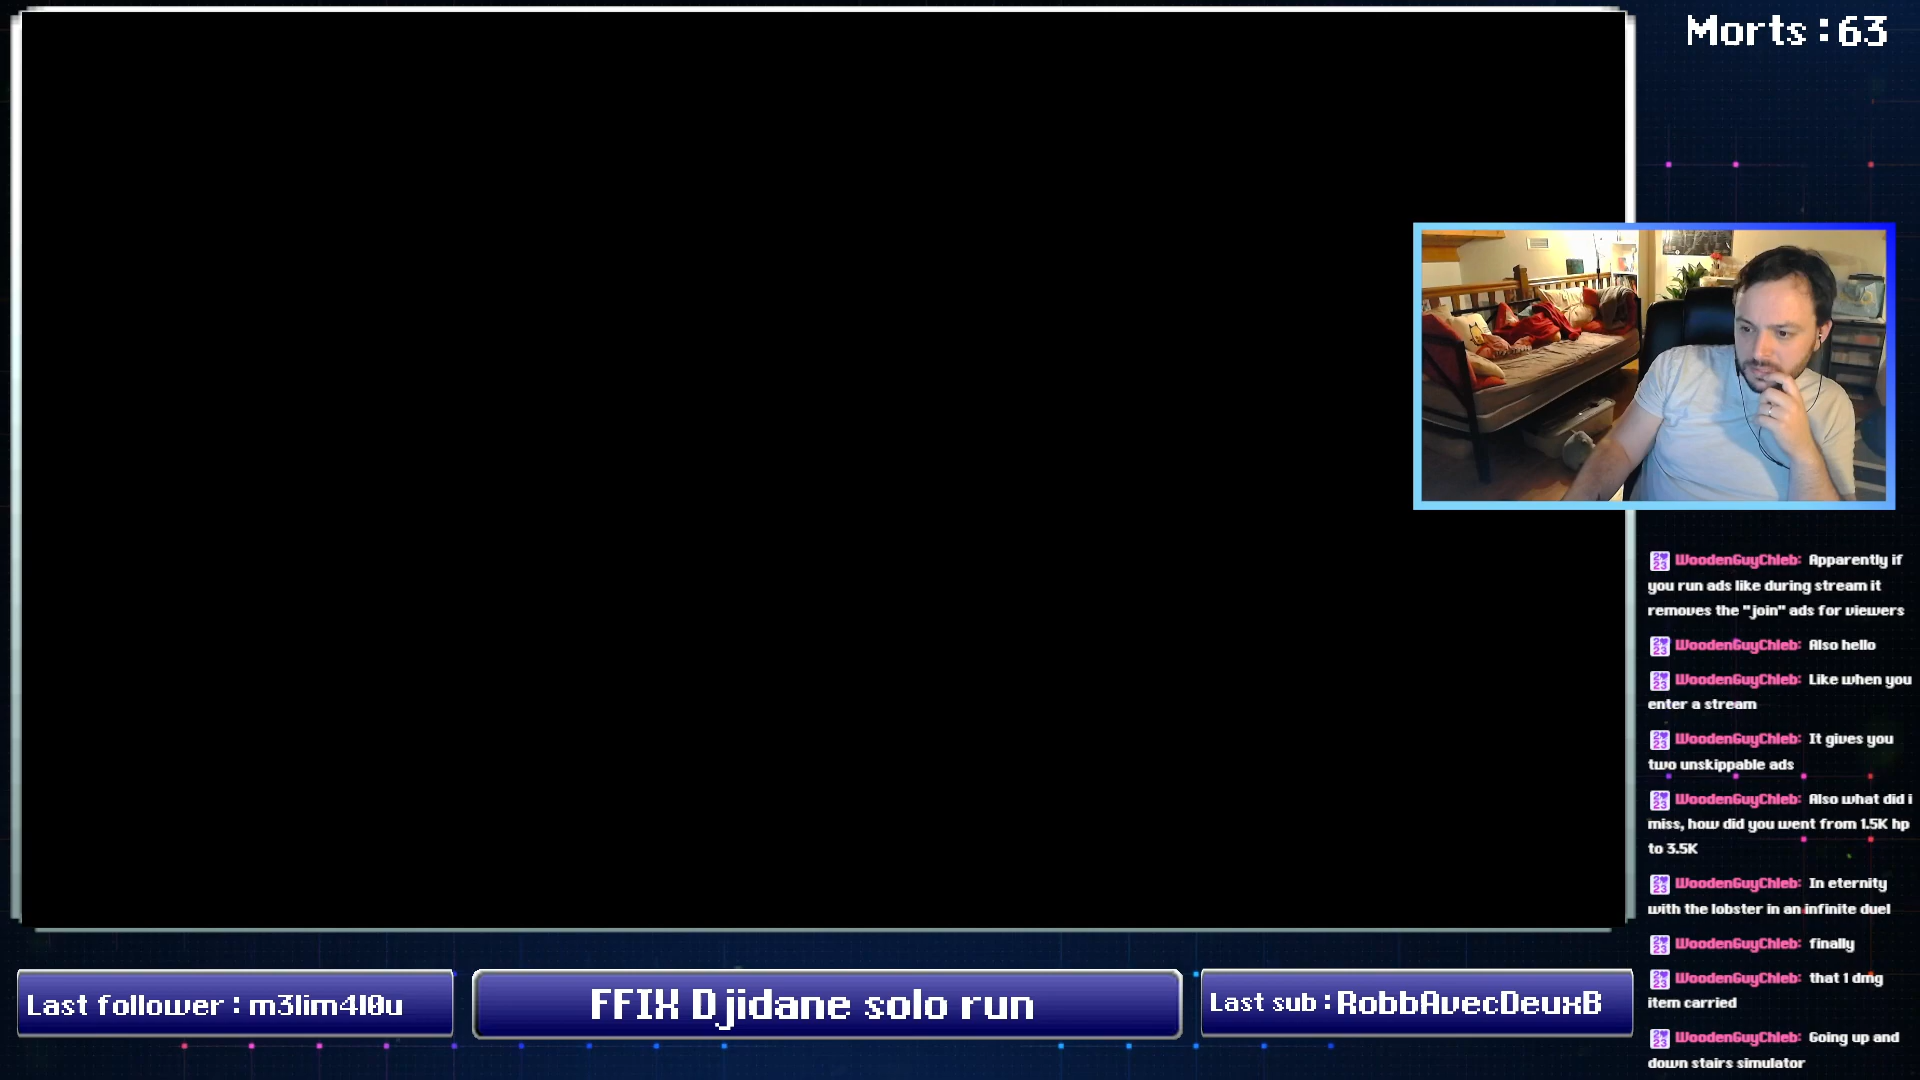 Morts : 63
WoodenGuyChleb: Apparently if
you run ads like during stream it
removes the "join" ads for viewers
WoodenGuyChleb: Also hello
WoodenGuyChleb: Like when you
enter a stream
WoodenGuyChleb: It gives you
two unskippable ads
WoodenGuyChleb: Also what did i
miss, how did you went from 1.5K hp
to 3.5K
WoodenGuyChleb: In eternity
with the lobster in an infinite duel
WoodenGuyChleb: finally
WoodenGuyChleb: that 1 dmg
item carried
WoodenGuyChleb: Going up and
down stairs simulator
Last follower : m3lim4l0u
FFIX Djidane solo run
Last sub : RobbAvecDeuxB